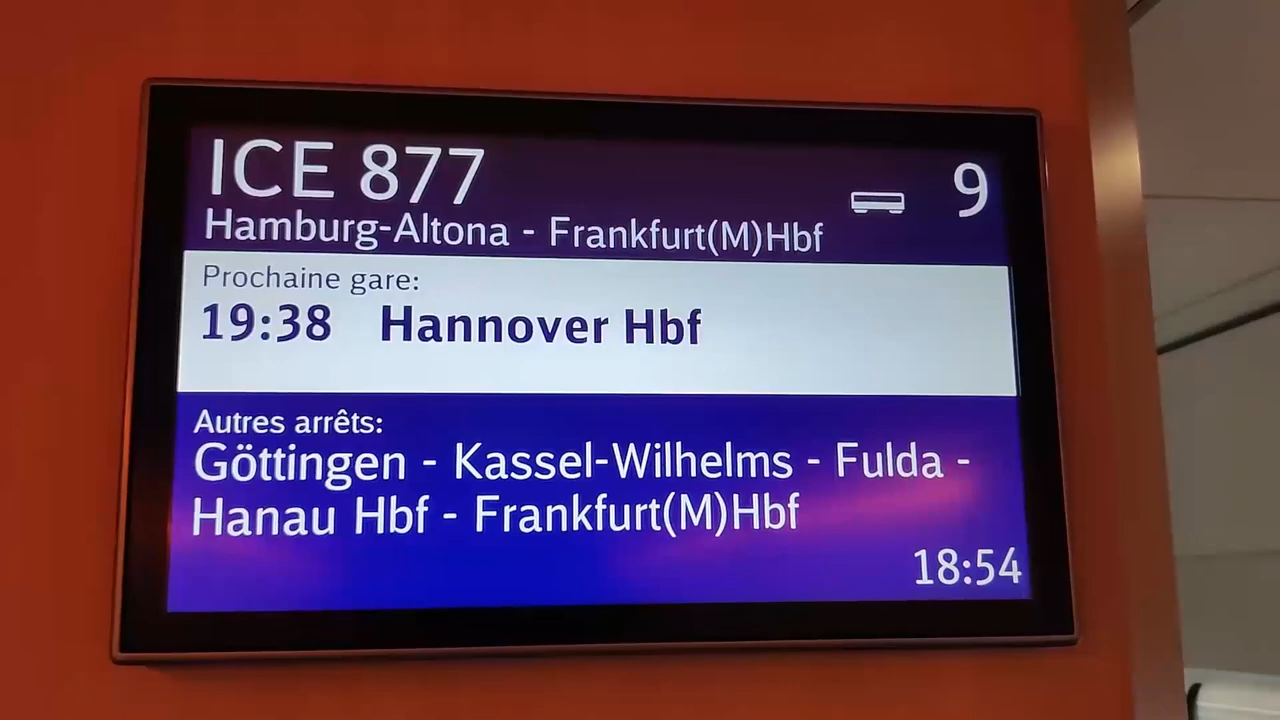 ICE 877
9
Hamburg-Altona - Frankfurt(M)Hbf
Prochaine gare:
19:38 Hannover Hbf
Autres arrêts:
Göttingen - Kassel-Wilhelms - Fulda -
Hanau Hbf - Frankfurt(M)Hbf
18:54